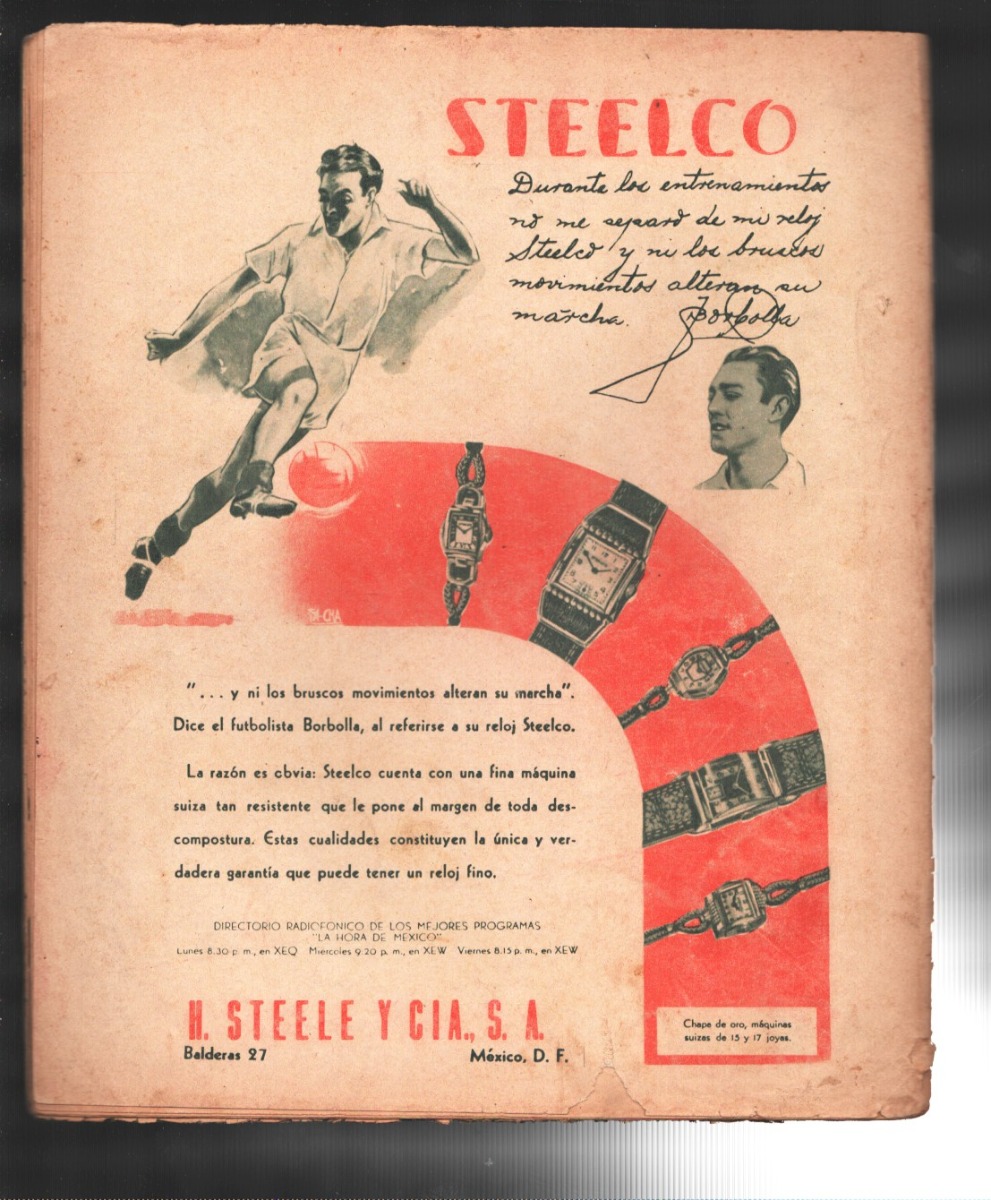 STEELCO
Durante los entrenamientos
no me separo de mi reloj
Steelco y ni los bruscos
movimientos alteran su
marcha. Borbolla
"... y ni los bruscos movimientos alteran su marcha".
Dice el futbolista Borbolla, al referirse a su reloj Steelco.
La razón es obvia: Steelco cuenta con una fina máquina
suiza tan resistente que le pone al margen de toda des-
compostura. Estas cualidades constituyen la única y ver-
dadera garantía que puede tener un reloj fino.
DIRECTORIO RADIOFONICO DE LOS MEJORES PROGRAMAS
"LA HORA DE MEXICO"
Lunes 8.30 p. m., en XEQ Miércoles 9.20 p. m., en XEW Viernes 8.15 p. m., en XEW
H. STEELE Y CIA., S. A.
Balderas 27 México, D. F.
Chapa de oro, máquinas
suizas de 15 y 17 joyas.